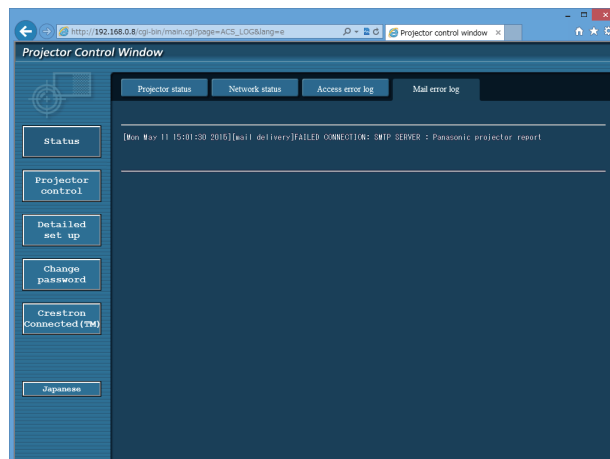 http://192.168.0.8/cgi-bin/main.cgi?page=ACS_LOG&lang=e
Projector control window
Projector Control Window
Projector status
Network status
Access error log
Mail error log
[Mon May 11 15:01:30 2015][mail delivery]FAILED CONNECTION: SMTP SERVER : Panasonic projector report
Status
Projector
control
Detailed
set up
Change
password
Crestron
Connected(TM)
Japanese